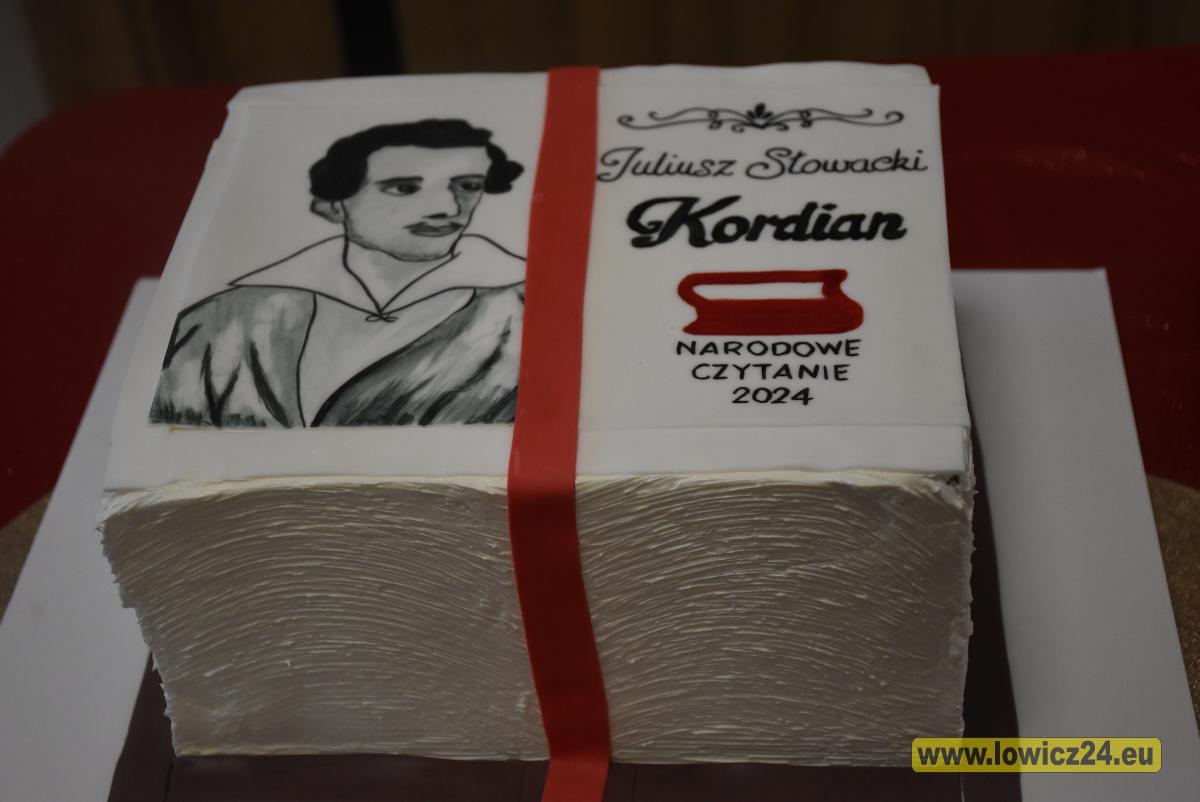 Juliusz Słowacki
Kordian
NARODOWE
CZYTANIE
2024
www.lowicz24.eu